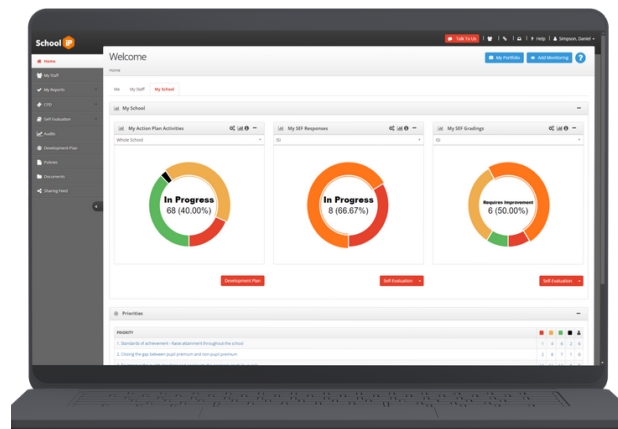 School iP
Talk To Us
Help
Simpson, Daniel
Home
My Staff
My Reports
CPD
Self Evaluation
Audits
Development Plan
Policies
Documents
Sharing Feed
Welcome
Home
My Portfolio
Add Monitoring
?
Me My Staff My School
My School
My Action Plan Activities
Whole School
In Progress
68 (40.00%)
Development Plan
My SEF Responses
In Progress
8 (66.67%)
Self Evaluation
My SEF Gradings
Requires Improvement
6 (50.00%)
Self Evaluation
Priorities
PRIORITY
1. Standards of achievement - Raise attainment throughout the school
2. Closing the gap between pupil premium and non-pupil premium